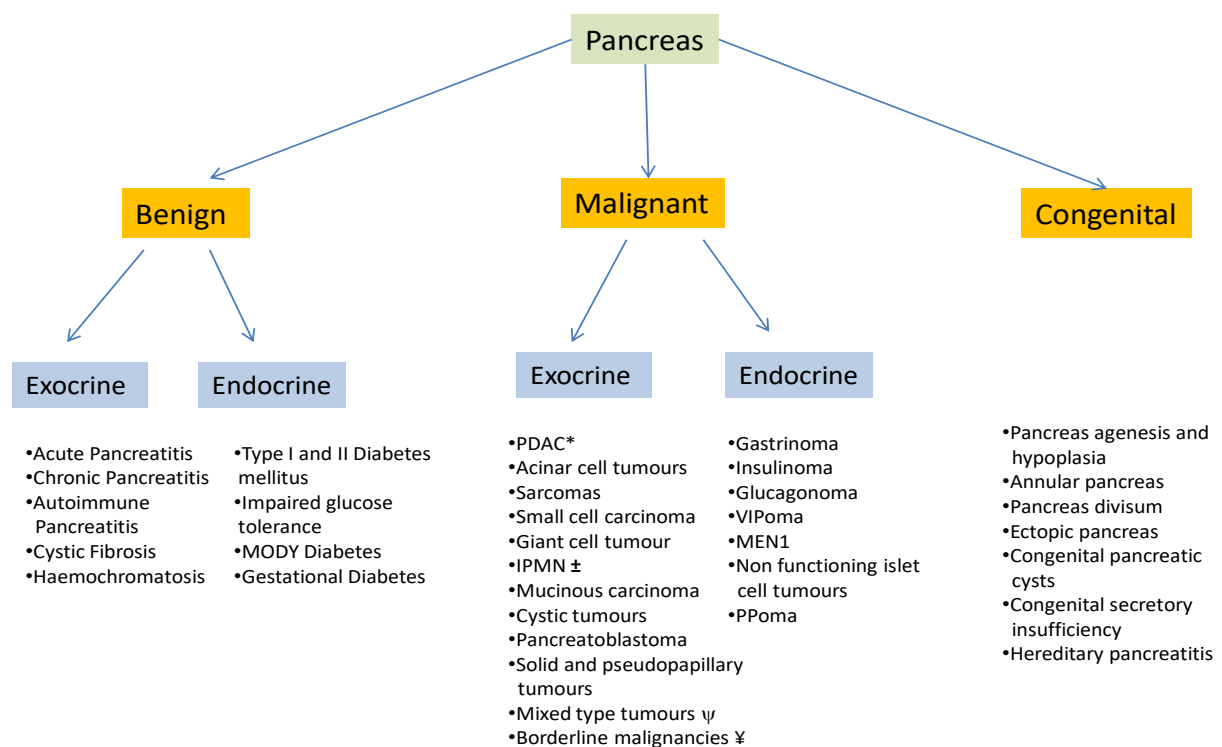 Pancreas
Benign
Malignant
Congenital
Exocrine
Endocrine
Exocrine
Endocrine
•Acute Pancreatitis
•Chronic Pancreatitis
•Autoimmune
Pancreatitis
•Cystic Fibrosis
•Haemochromatosis
•Type I and II Diabetes
mellitus
•Impaired glucose
tolerance
•MODY Diabetes
•Gestational Diabetes
•PDAC*
•Acinar cell tumours
•Sarcomas
•Small cell carcinoma
•Giant cell tumour
•IPMN ±
•Mucinous carcinoma
•Cystic tumours
•Pancreatoblastoma
•Solid and pseudopapillary
tumours
•Mixed type tumours ψ
•Borderline malignancies ¥
•Gastrinoma
•Insulinoma
•Glucagonoma
•VIPoma
•MEN1
•Non functioning islet
cell tumours
•PPoma
•Pancreas agenesis and
hypoplasia
•Annular pancreas
•Pancreas divisum
•Ectopic pancreas
•Congenital pancreatic
cysts
•Congenital secretory
insufficiency
•Hereditary pancreatitis